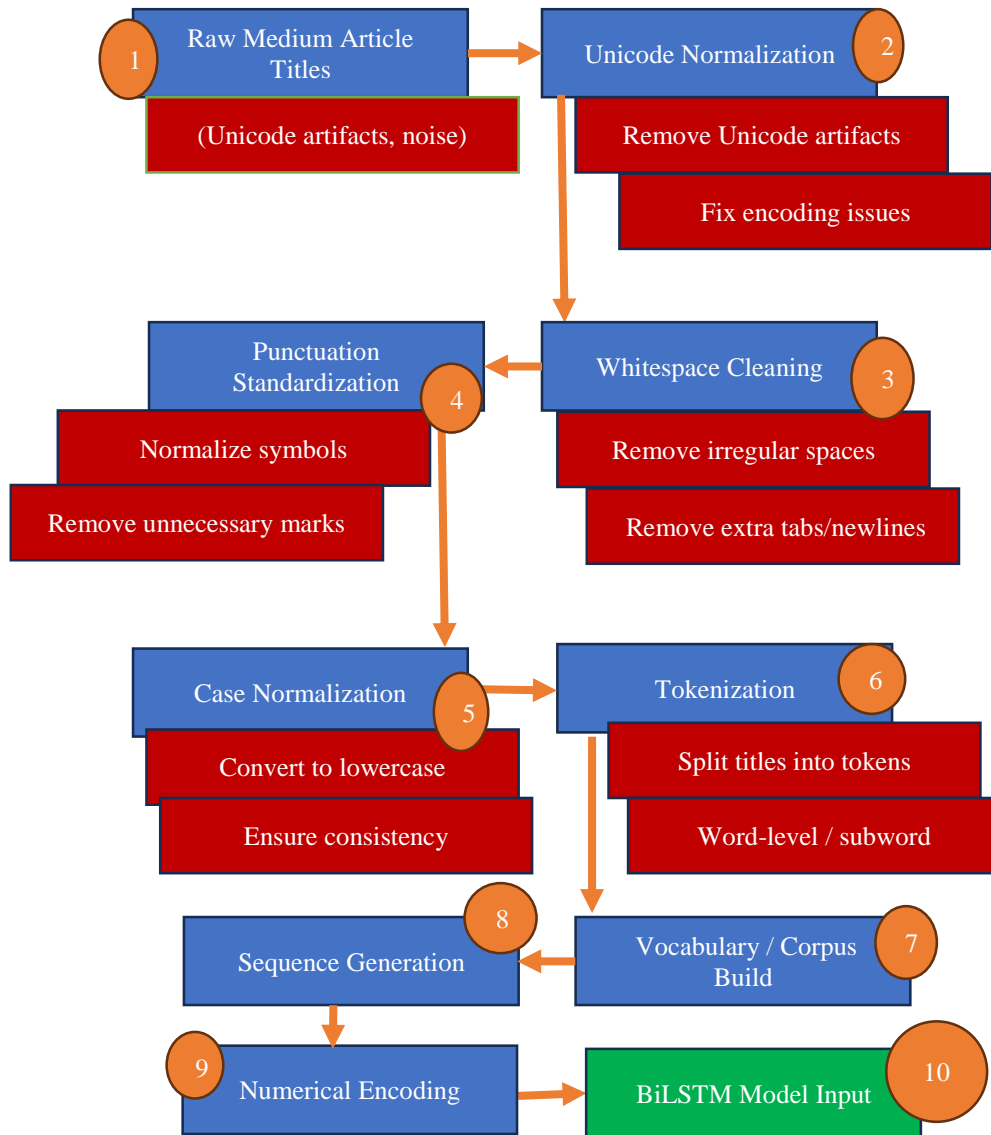 1
Raw Medium Article
Titles
(Unicode artifacts, noise)
2
Unicode Normalization
Remove Unicode artifacts
Fix encoding issues
3
Whitespace Cleaning
Remove irregular spaces
Remove extra tabs/newlines
4
Punctuation
Standardization
Normalize symbols
Remove unnecessary marks
5
Case Normalization
Convert to lowercase
Ensure consistency
6
Tokenization
Split titles into tokens
Word-level / subword
7
Vocabulary / Corpus
Build
8
Sequence Generation
9
Numerical Encoding
10
BiLSTM Model Input